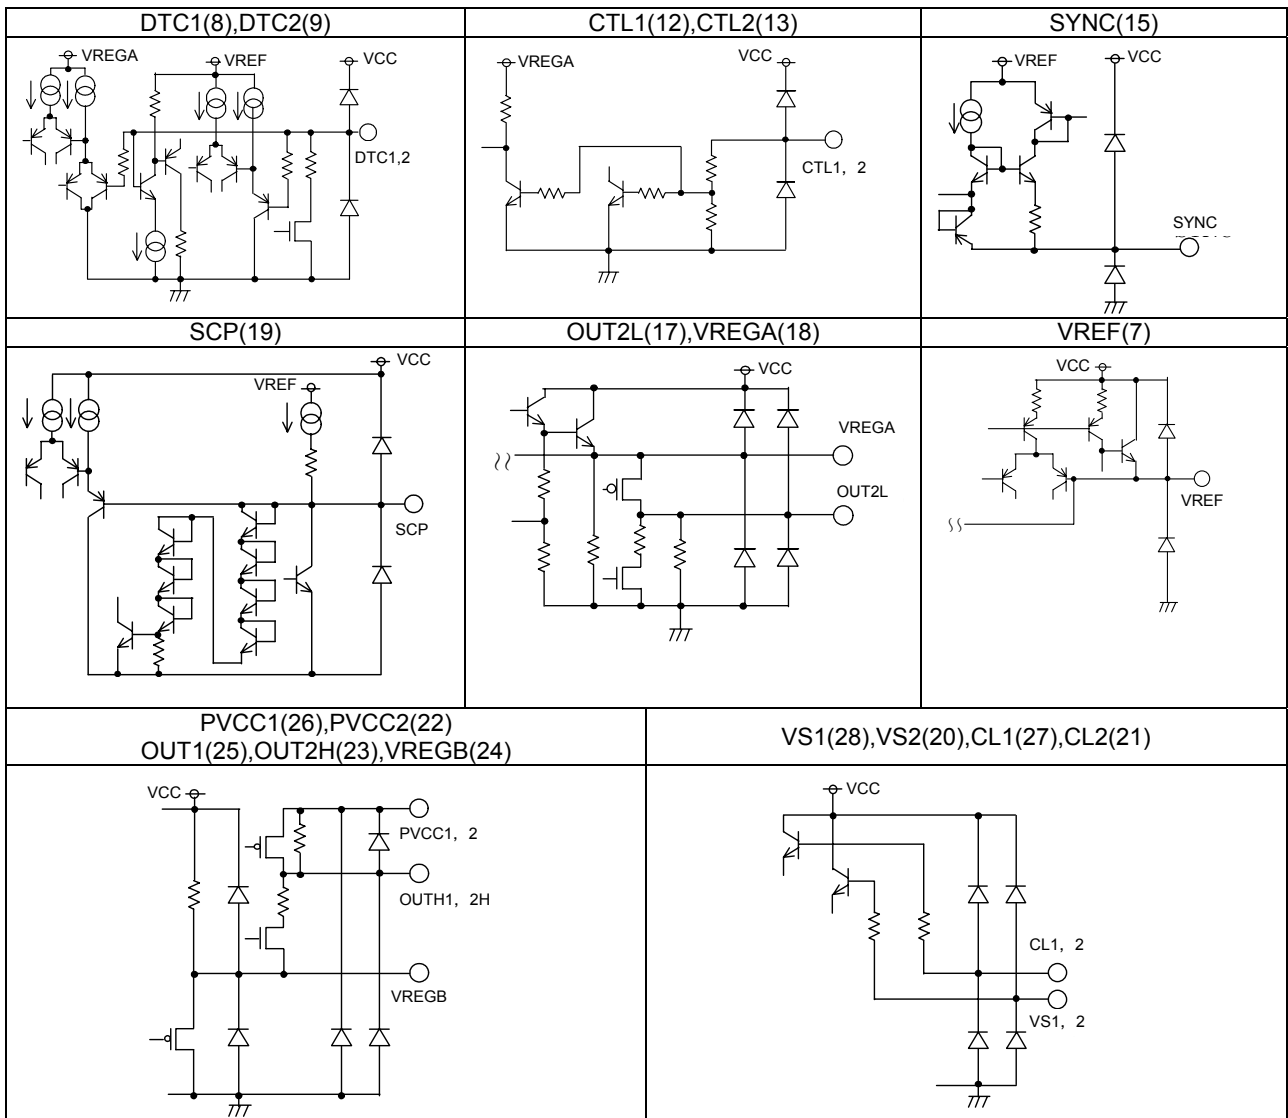 DTC1(8),DTC2(9)
CTL1(12),CTL2(13)
SYNC(15)
VREGA
VREF
VCC
DTC1,2
VREGA
VCC
CTL1, 2
VREF
VCC
SYNC
SCP(19)
OUT2L(17),VREGA(18)
VREF(7)
VCC
VREF
SCP
VCC
VREGA
OUT2L
VCC
VREF
PVCC1(26),PVCC2(22)
OUT1(25),OUT2H(23),VREGB(24)
VS1(28),VS2(20),CL1(27),CL2(21)
VCC
PVCC1, 2
OUTH1, 2H
VREGB
VCC
CL1, 2
VS1, 2